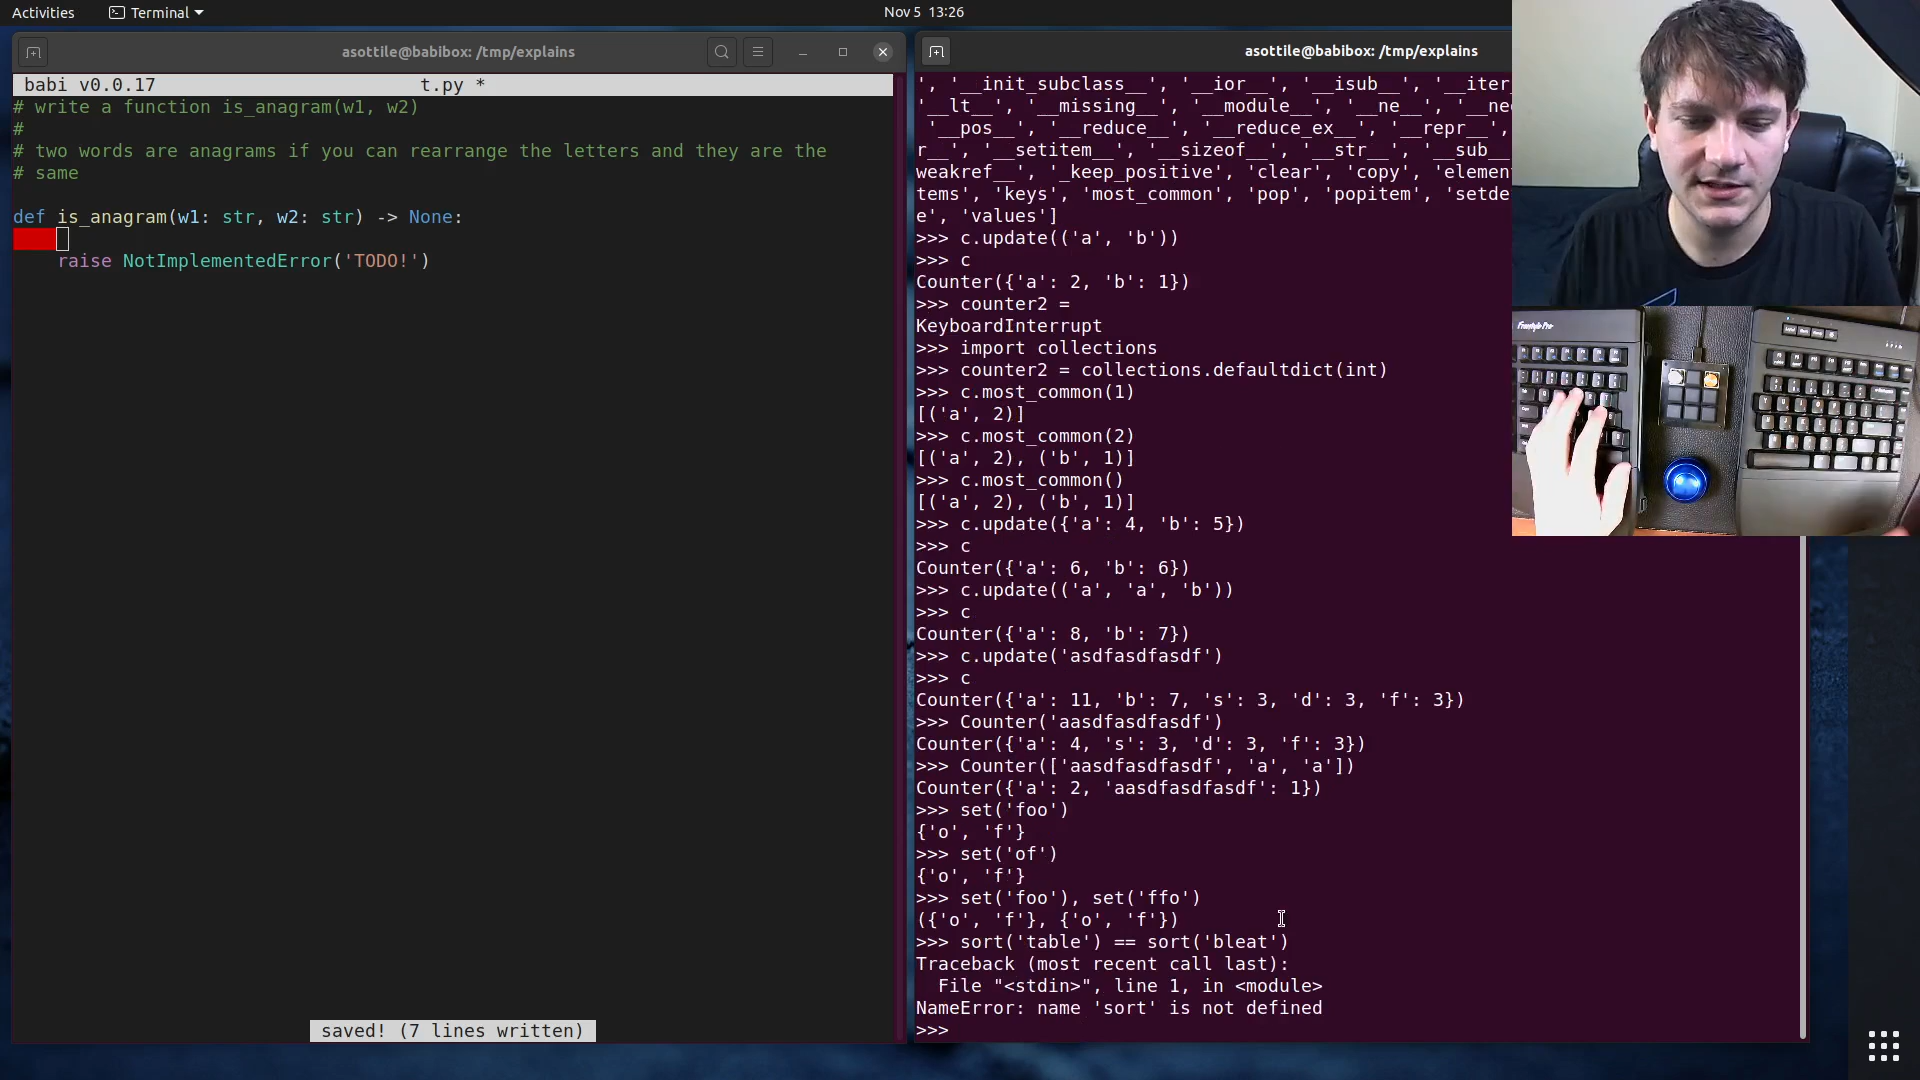 Activities
Terminal
Nov 5 13:26
asottile@babibox: /tmp/explains
babi v0.0.17 t.py *
# write a function is_anagram(w1, w2)
#
# two words are anagrams if you can rearrange the letters and they are the
# same
def is_anagram(w1: str, w2: str) -> None:
raise NotImplementedError('TODO!')
saved! (7 lines written)
asottile@babibox: /tmp/explains
', '__init_subclass__', '__ior__', '__isub__', '__iter_
'__lt__', '__missing__', '__module__', '__ne__', '__ne
'__pos__', '__reduce__', '__reduce_ex__', '__repr__',
r__', '__setitem__', '__sizeof__', '__str__', '__sub__
weakref__', '_keep_positive', 'clear', 'copy', 'elemen
tems', 'keys', 'most_common', 'pop', 'popitem', 'setde
e', 'values']
>>> c.update(('a', 'b'))
>>> c
Counter({'a': 2, 'b': 1})
>>> counter2 =
KeyboardInterrupt
>>> import collections
>>> counter2 = collections.defaultdict(int)
>>> c.most_common(1)
[('a', 2)]
>>> c.most_common(2)
[('a', 2), ('b', 1)]
>>> c.most_common()
[('a', 2), ('b', 1)]
>>> c.update({'a': 4, 'b': 5})
>>> c
Counter({'a': 6, 'b': 6})
>>> c.update(('a', 'a', 'b'))
>>> c
Counter({'a': 8, 'b': 7})
>>> c.update('asdfasdfasdf')
>>> c
Counter({'a': 11, 'b': 7, 's': 3, 'd': 3, 'f': 3})
>>> Counter('aasdfasdfasdf')
Counter({'a': 4, 's': 3, 'd': 3, 'f': 3})
>>> Counter(['aasdfasdfasdf', 'a', 'a'])
Counter({'a': 2, 'aasdfasdfasdf': 1})
>>> set('foo')
{'o', 'f'}
>>> set('of')
{'o', 'f'}
>>> set('foo'), set('ffo')
({'o', 'f'}, {'o', 'f'})
>>> sort('table') == sort('bleat')
Traceback (most recent call last):
File "<stdin>", line 1, in <module>
NameError: name 'sort' is not defined
>>>
Freestyle Pro